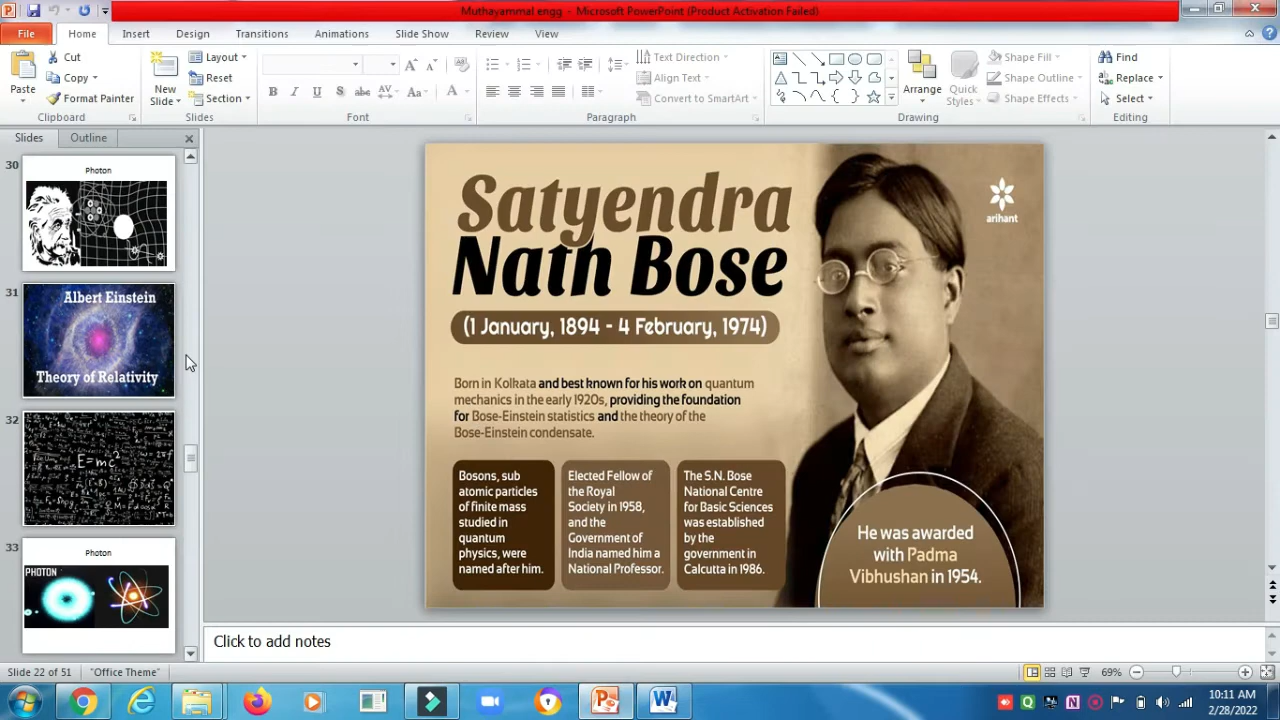 Muthayammal engg - Microsoft PowerPoint (Product Activation Failed)
File Home Insert Design Transitions Animations Slide Show Review View
Paste
Cut
Copy
Format Painter
Clipboard
New
Slide
Layout
Reset
Section
Slides
B I U S abc AV Aa A
Font
Text Direction
Align Text
Convert to SmartArt
Paragraph
Arrange
Quick
Styles
Shape Fill
Shape Outline
Shape Effects
Drawing
Find
Replace
Select
Editing
Slides Outline
30
Photon
31
Albert Einstein
Theory of Relativity
32
E=mc²
33
Photon
PHOTON
Satyendra
Nath Bose
(1 January, 1894 - 4 February, 1974)
arihant
Born in Kolkata and best known for his work on quantum
mechanics in the early 1920s, providing the foundation
for Bose-Einstein statistics and the theory of the
Bose-Einstein condensate.
Bosons, sub
atomic particles
of finite mass
studied in
quantum
physics, were
named after him.
Elected Fellow of
the Royal
Society in 1958,
and the
Government of
India named him a
National Professor.
The S.N. Bose
National Centre
for Basic Sciences
was established
by the
government in
Calcutta in 1986.
He was awarded
with Padma
Vibhushan in 1954.
Click to add notes
Slide 22 of 51 "Office Theme" 69%
10:11 AM
2/28/2022